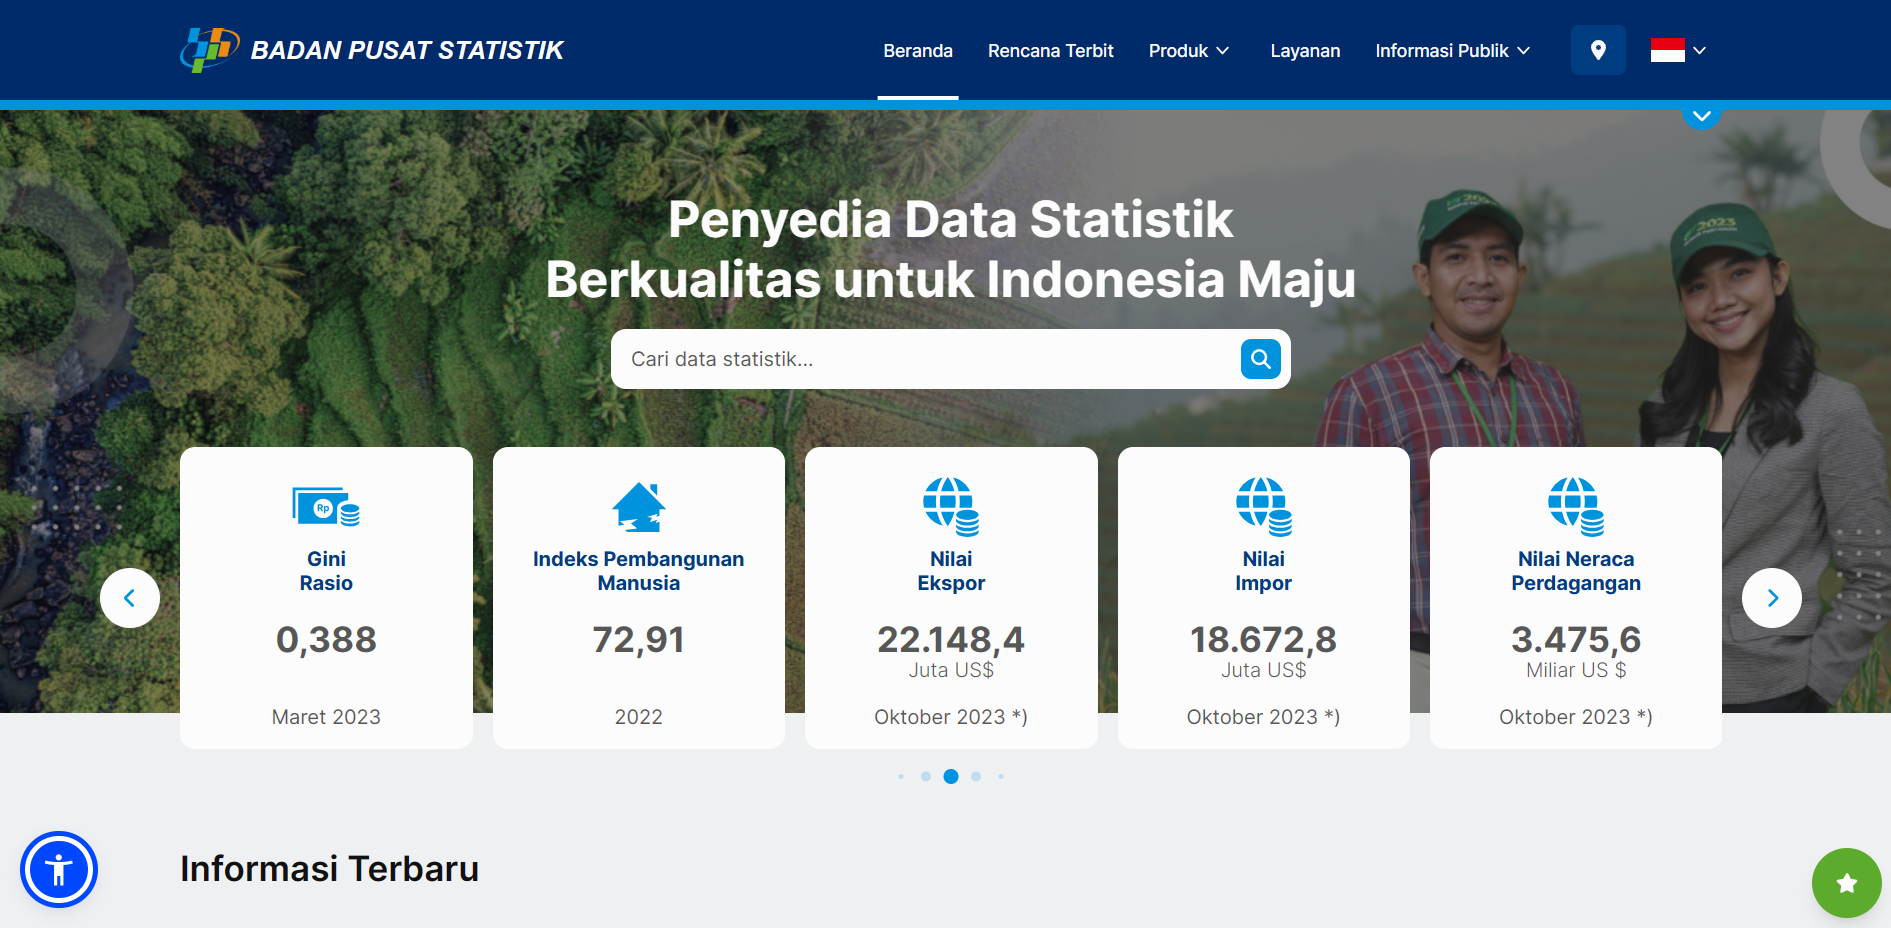 BADAN PUSAT STATISTIK
Beranda
Rencana Terbit
Produk
Layanan
Informasi Publik
Penyedia Data Statistik
Berkualitas untuk Indonesia Maju
Cari data statistik...
Rp
Gini
Rasio
0,388
Maret 2023
Indeks Pembangunan
Manusia
72,91
2022
Nilai
Ekspor
22.148,4
Juta US$
Oktober 2023 *)
Nilai
Impor
18.672,8
Juta US$
Oktober 2023 *)
Nilai Neraca
Perdagangan
3.475,6
Miliar US $
Oktober 2023 *)
2023
Informasi Terbaru